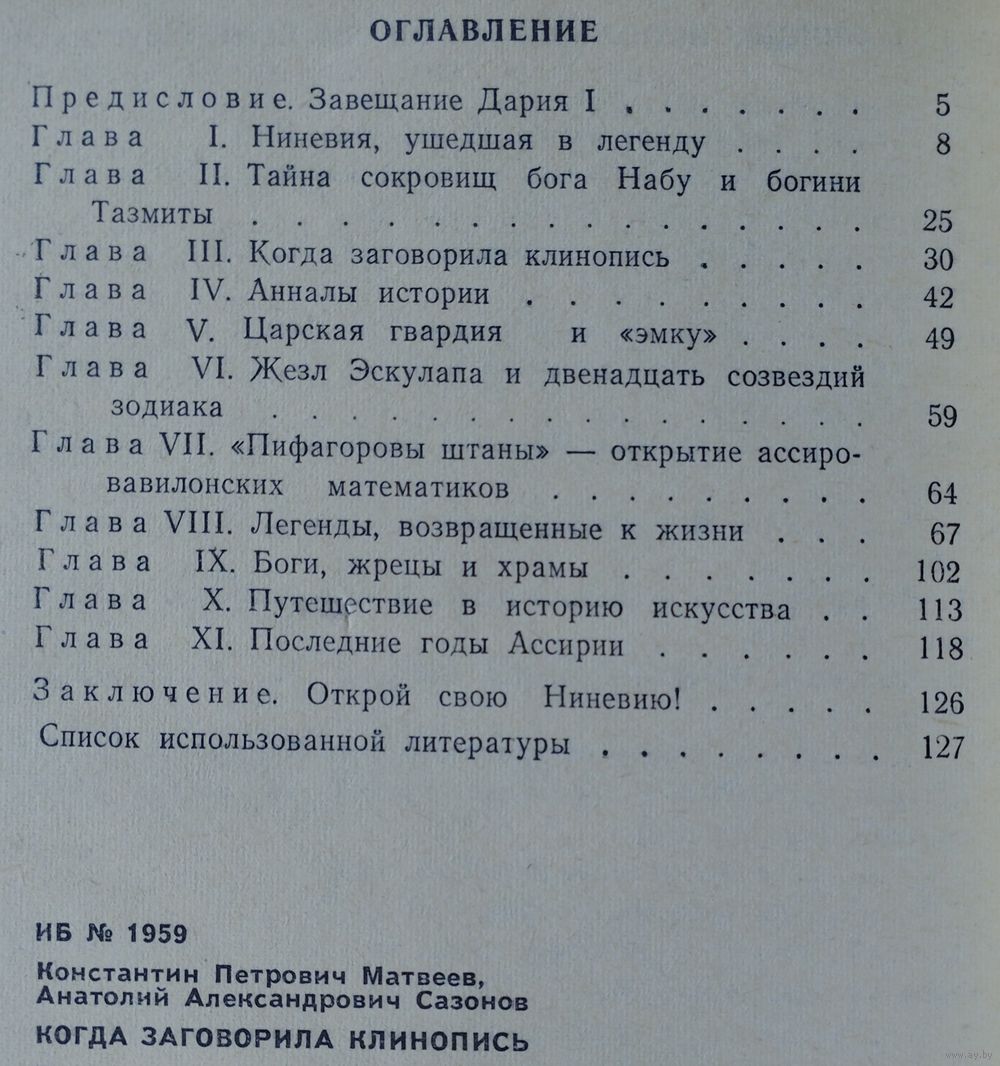 ОГЛАВЛЕНИЕ
Предисловие. Завещание Дария I . . . . . . . 5
Глава I. Ниневия, ушедшая в легенду . . . . 8
Глава II. Тайна сокровищ бога Набу и богини
Тазмиты . . . . . . . . . . . . . . 25
Глава III. Когда заговорила клинопись . . . . . 30
Глава IV. Анналы истории . . . . . . . . . 42
Глава V. Царская гвардия и «эмку» . . . . 49
Глава VI. Жезл Эскулапа и двенадцать созвездий
зодиака . . . . . . . . . . . . 59
Глава VII. «Пифагоровы штаны» — открытие ассиро-
вавилонских математиков . . . . . . . . 64
Глава VIII. Легенды, возвращенные к жизни . . . 67
Глава IX. Боги, жрецы и храмы . . . . . . . 102
Глава X. Путешествие в историю искусства . . 113
Глава XI. Последние годы Ассирии . . . . . . 118
Заключение. Открой свою Ниневию! . . . . . 126
Список использованной литературы . . . . . . . . 127
ИБ № 1959
Константин Петрович Матвеев,
Анатолий Александрович Сазонов
КОГДА ЗАГОВОРИЛА КЛИНОПИСЬ
www.ay.by